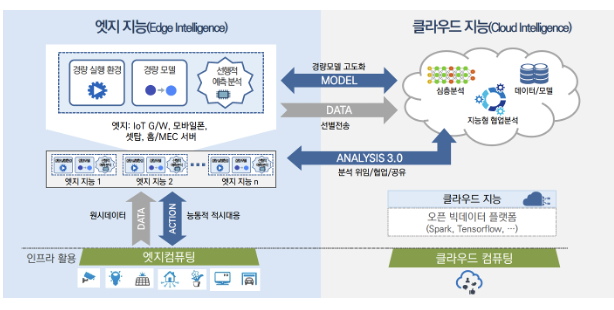 엣지 지능(Edge Intelligence)
클라우드 지능(Cloud Intelligence)
경량 실행 환경
경량 모델
선행적
예측 분석
엣지: IoT G/W, 모바일폰,
셋탑, 홈/MEC 서버
엣지 지능 1
엣지 지능 2
엣지 지능 n
경량모델 고도화
MODEL
DATA
선별전송
ANALYSIS 3.0
분석 위임/협업/공유
심층분석
데이터/모델
지능형 협업분석
원시데이터
DATA
ACTION
능동적 적시대응
클라우드 지능
오픈 빅데이터 플랫폼
(Spark, Tensorflow, …)
인프라 활용
엣지컴퓨팅
클라우드 컴퓨팅